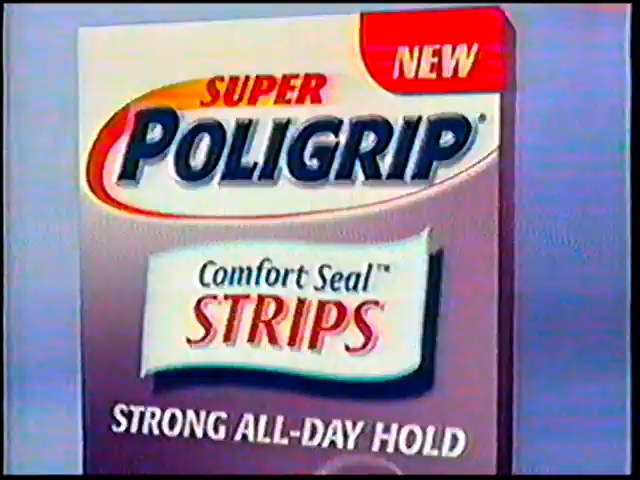 NEW
SUPER
POLIGRIP®
Comfort Seal™
STRIPS
STRONG ALL-DAY HOLD